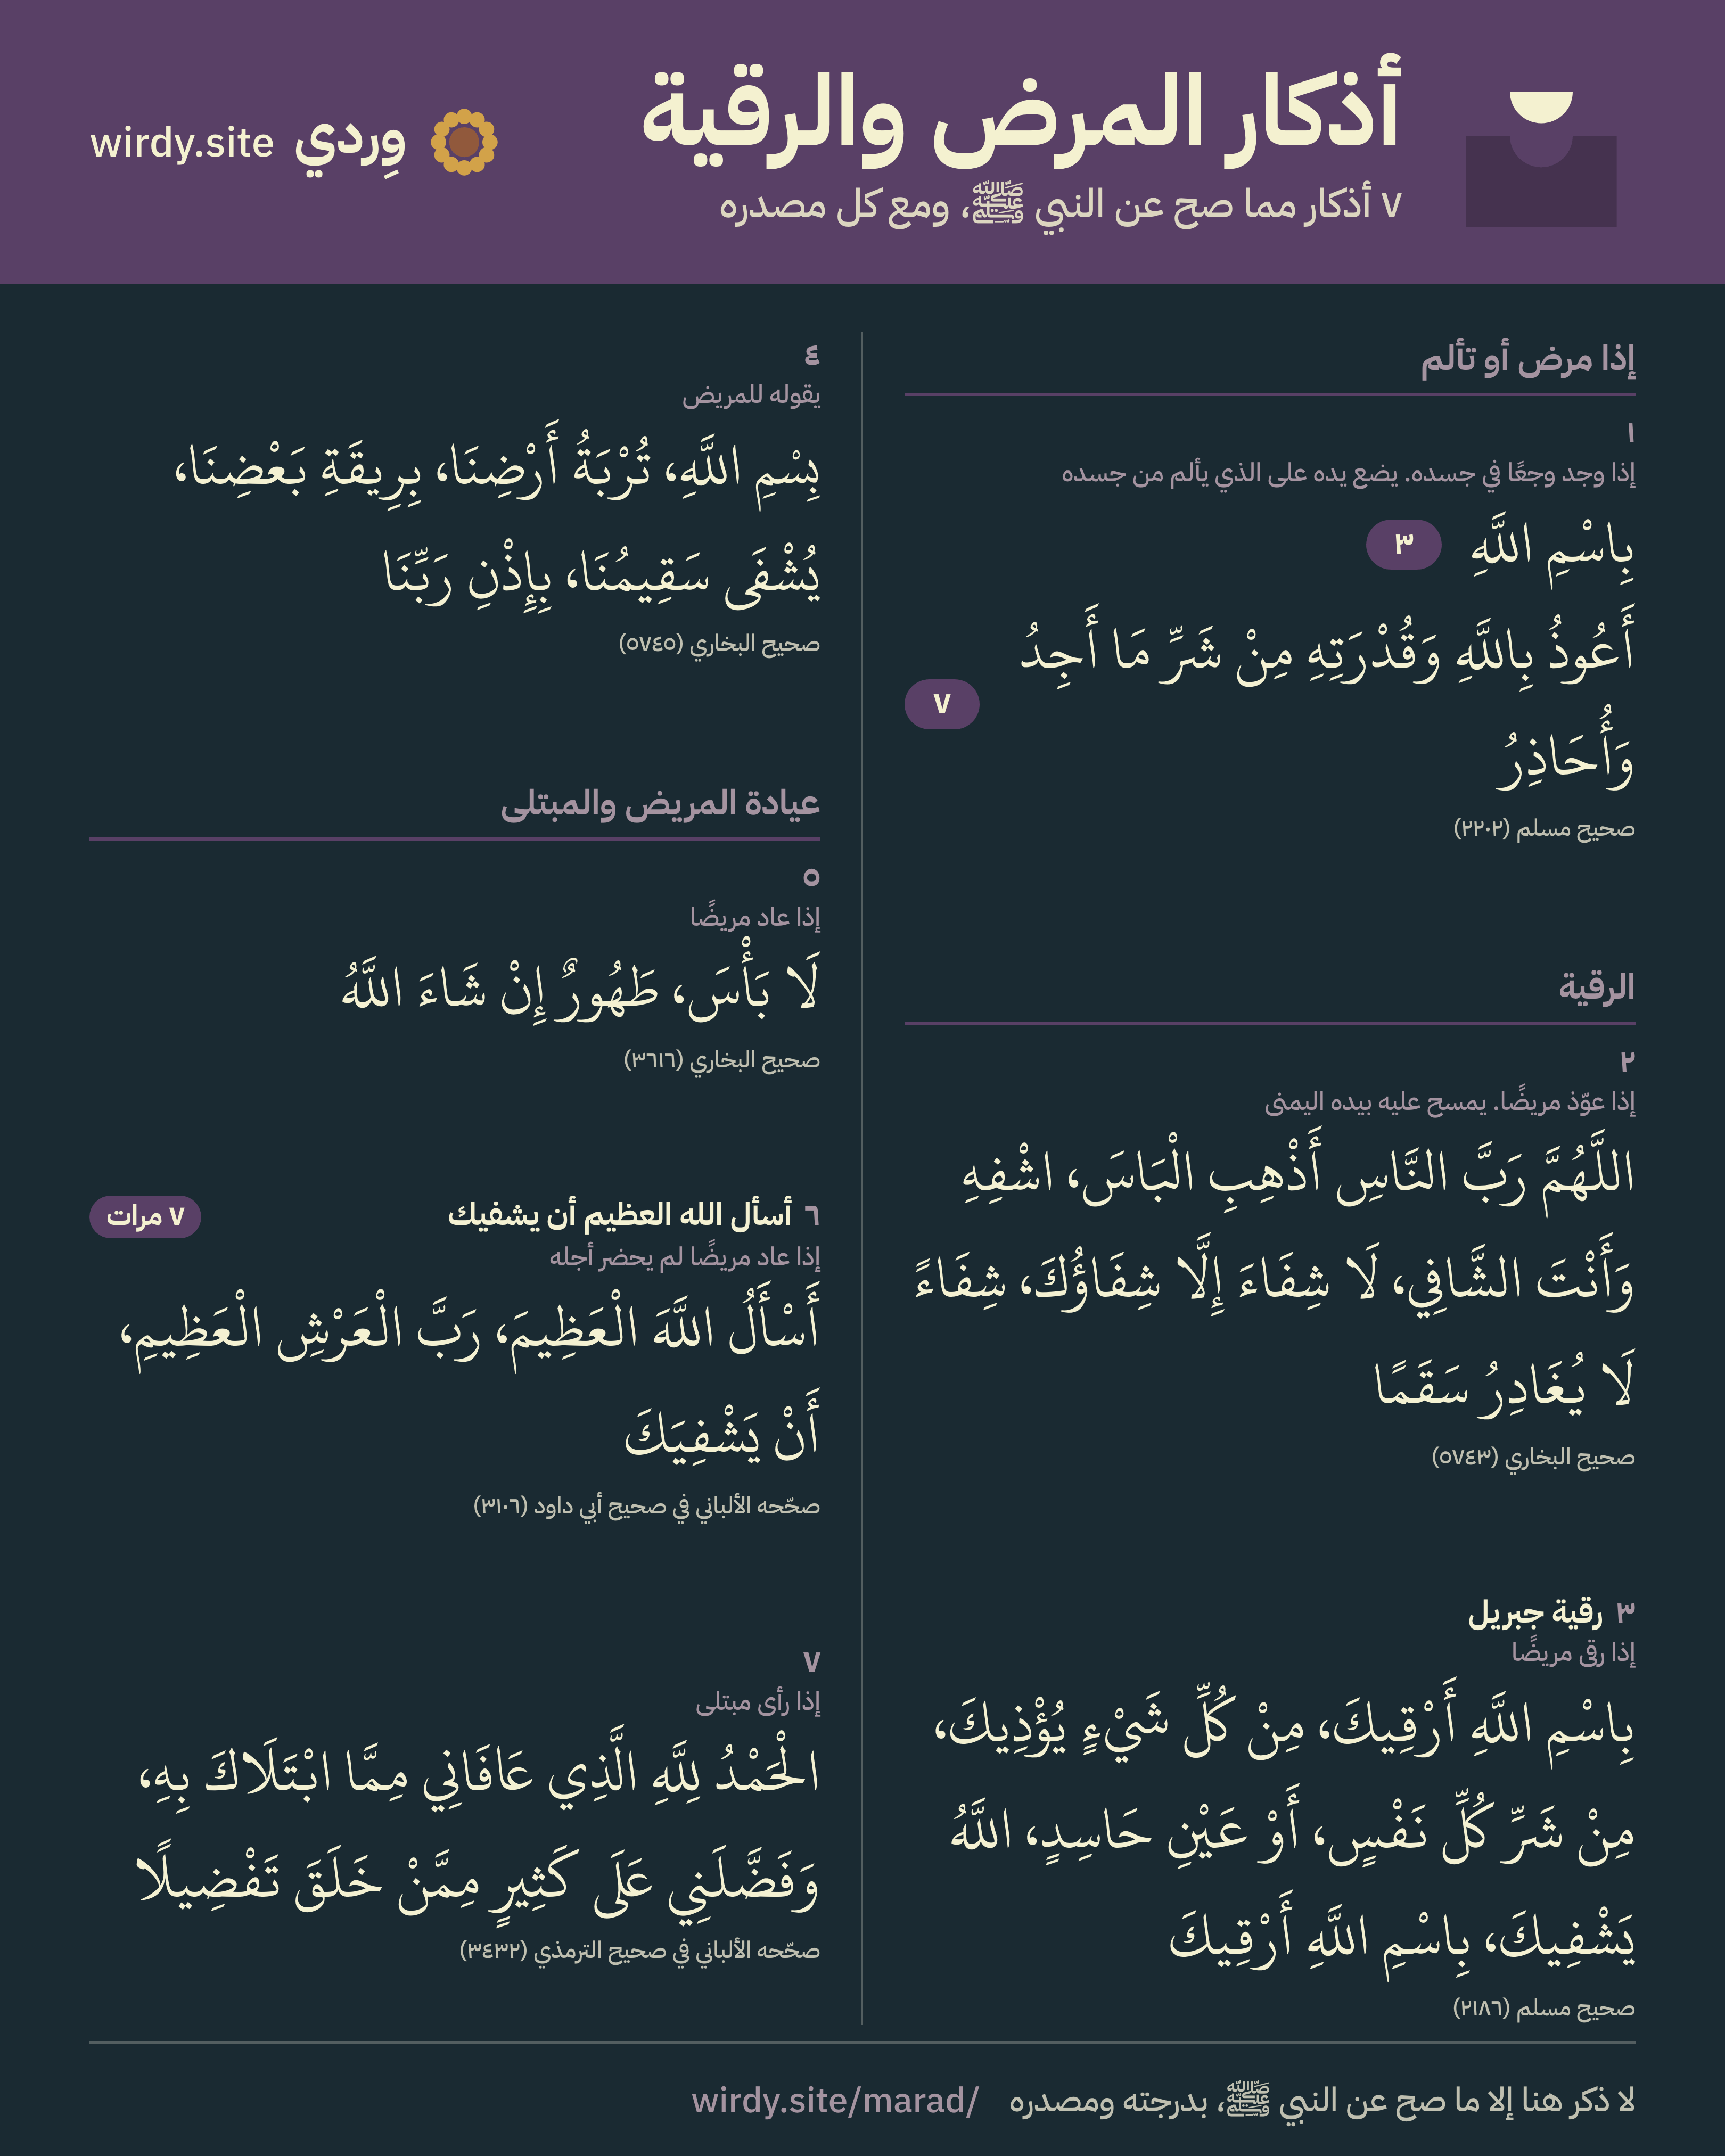 أذكار المرض والرقية
٧ أذكار مما صح عن النبي ﷺ، ومع كل مصدره
وِردي wirdy.site
إذا مرض أو تألم
١
إذا وجد وجعًا في جسده. يضع يده على الذي يألم من جسده
بِاسْمِ اللَّهِ ٣
أَعُوذُ بِاللَّهِ وَقُدْرَتِهِ مِنْ شَرِّ مَا أَجِدُ
وَأُحَاذِرُ ٧
صحيح مسلم (٢٢٠٢)
الرقية
٢
إذا عوّذ مريضًا. يمسح عليه بيده اليمنى
اللَّهُمَّ رَبَّ النَّاسِ أَذْهِبِ الْبَاسَ، اشْفِهِ
وَأَنْتَ الشَّافِي، لَا شِفَاءَ إِلَّا شِفَاؤُكَ، شِفَاءً
لَا يُغَادِرُ سَقَمًا
صحيح البخاري (٥٧٤٣)
٣ رقية جبريل
إذا رقى مريضًا
بِاسْمِ اللَّهِ أَرْقِيكَ، مِنْ كُلِّ شَيْءٍ يُؤْذِيكَ،
مِنْ شَرِّ كُلِّ نَفْسٍ، أَوْ عَيْنِ حَاسِدٍ، اللَّهُ
يَشْفِيكَ، بِاسْمِ اللَّهِ أَرْقِيكَ
صحيح مسلم (٢١٨٦)
٤
يقوله للمريض
بِسْمِ اللَّهِ، تُرْبَةُ أَرْضِنَا، بِرِيقَةِ بَعْضِنَا،
يُشْفَى سَقِيمُنَا، بِإِذْنِ رَبِّنَا
صحيح البخاري (٥٧٤٥)
عيادة المريض والمبتلى
٥
إذا عاد مريضًا
لَا بَأْسَ، طَهُورٌ إِنْ شَاءَ اللَّهُ
صحيح البخاري (٣٦١٦)
٦ أسأل الله العظيم أن يشفيك ٧ مرات
إذا عاد مريضًا لم يحضر أجله
أَسْأَلُ اللَّهَ الْعَظِيمَ، رَبَّ الْعَرْشِ الْعَظِيمِ،
أَنْ يَشْفِيَكَ
صحّحه الألباني في صحيح أبي داود (٣١٠٦)
٧
إذا رأى مبتلى
الْحَمْدُ لِلَّهِ الَّذِي عَافَانِي مِمَّا ابْتَلَاكَ بِهِ،
وَفَضَّلَنِي عَلَى كَثِيرٍ مِمَّنْ خَلَقَ تَفْضِيلًا
صحّحه الألباني في صحيح الترمذي (٣٤٣٢)
لا ذكر هنا إلا ما صح عن النبي ﷺ، بدرجته ومصدره wirdy.site/marad/